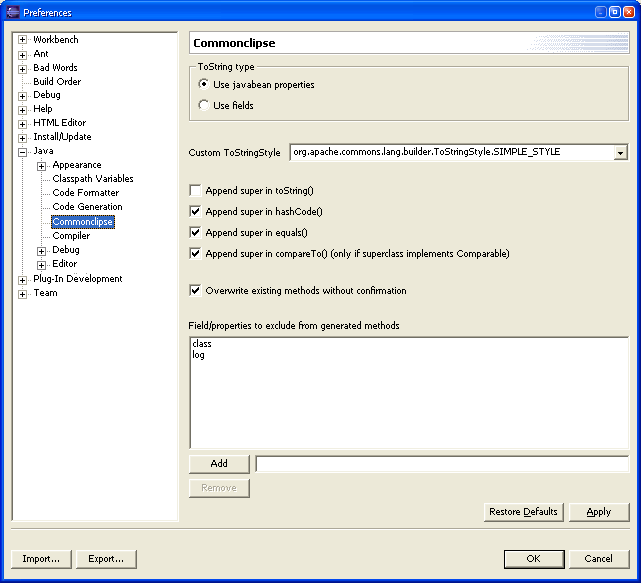 Preferences
Workbench
Ant
Bad Words
Build Order
Debug
Help
HTML Editor
Install/Update
Java
Appearance
Classpath Variables
Code Formatter
Code Generation
Commonclipse
Compiler
Debug
Editor
Plug-In Development
Team
Commonclipse
ToString type
Use javabean properties
Use fields
Custom ToStringStyle org.apache.commons.lang.builder.ToStringStyle.SIMPLE_STYLE
Append super in toString()
Append super in hashCode()
Append super in equals()
Append super in compareTo() (only if superclass implements Comparable)
Overwrite existing methods without confirmation
Field/properties to exclude from generated methods
class
log
Add
Remove
Restore Defaults Apply
Import... Export... OK Cancel